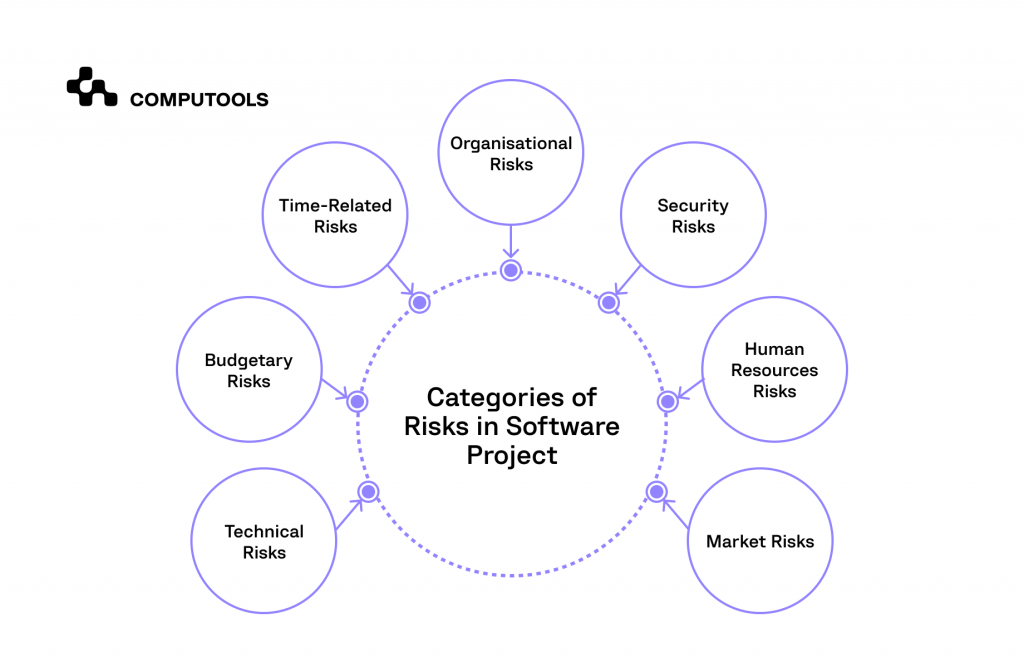 COMPUTOOLS
Organisational
Risks
Time-Related
Risks
Security
Risks
Budgetary
Risks
Human
Resources
Risks
Categories of
Risks in Software
Project
Technical
Risks
Market Risks